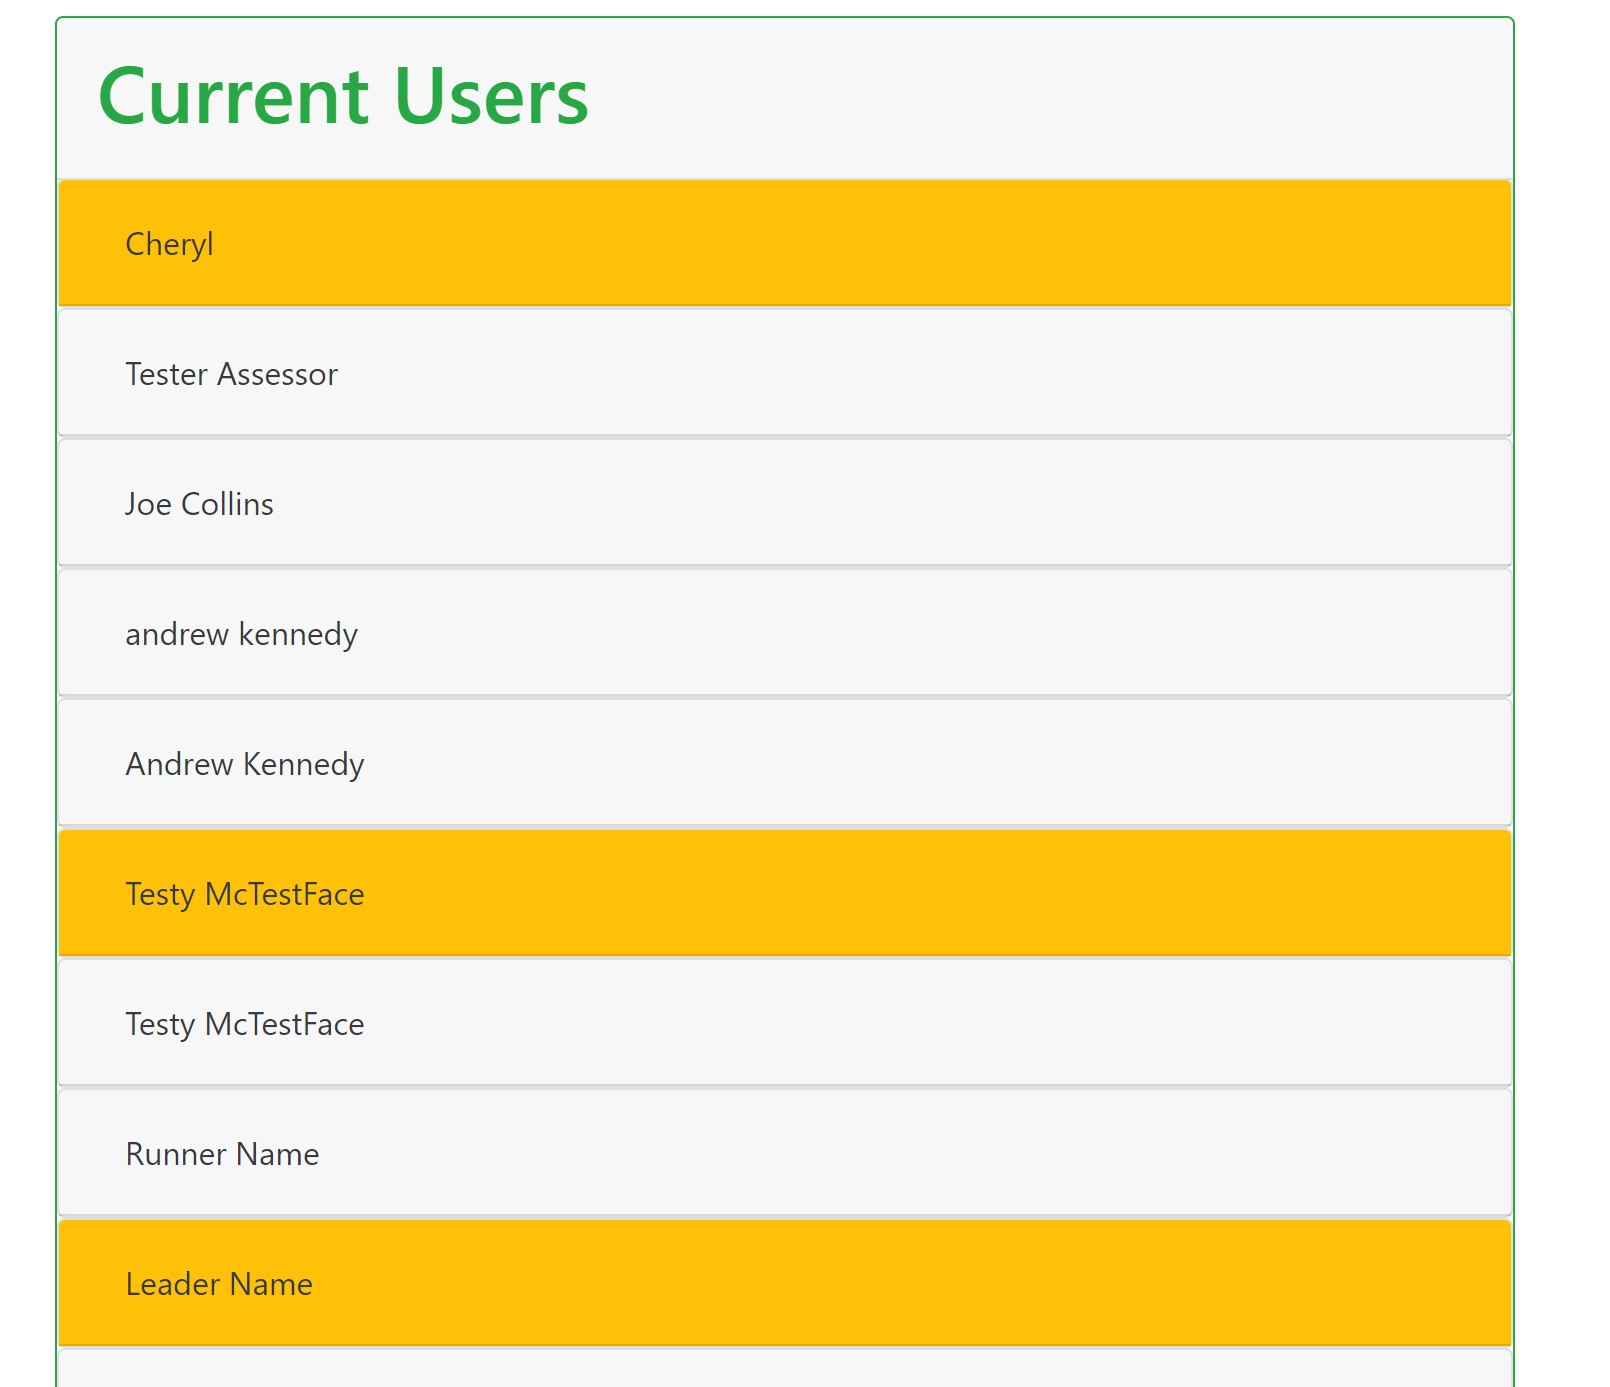 Current Users
Cheryl
Tester Assessor
Joe Collins
andrew kennedy
Andrew Kennedy
Testy McTestFace
Testy McTestFace
Runner Name
Leader Name